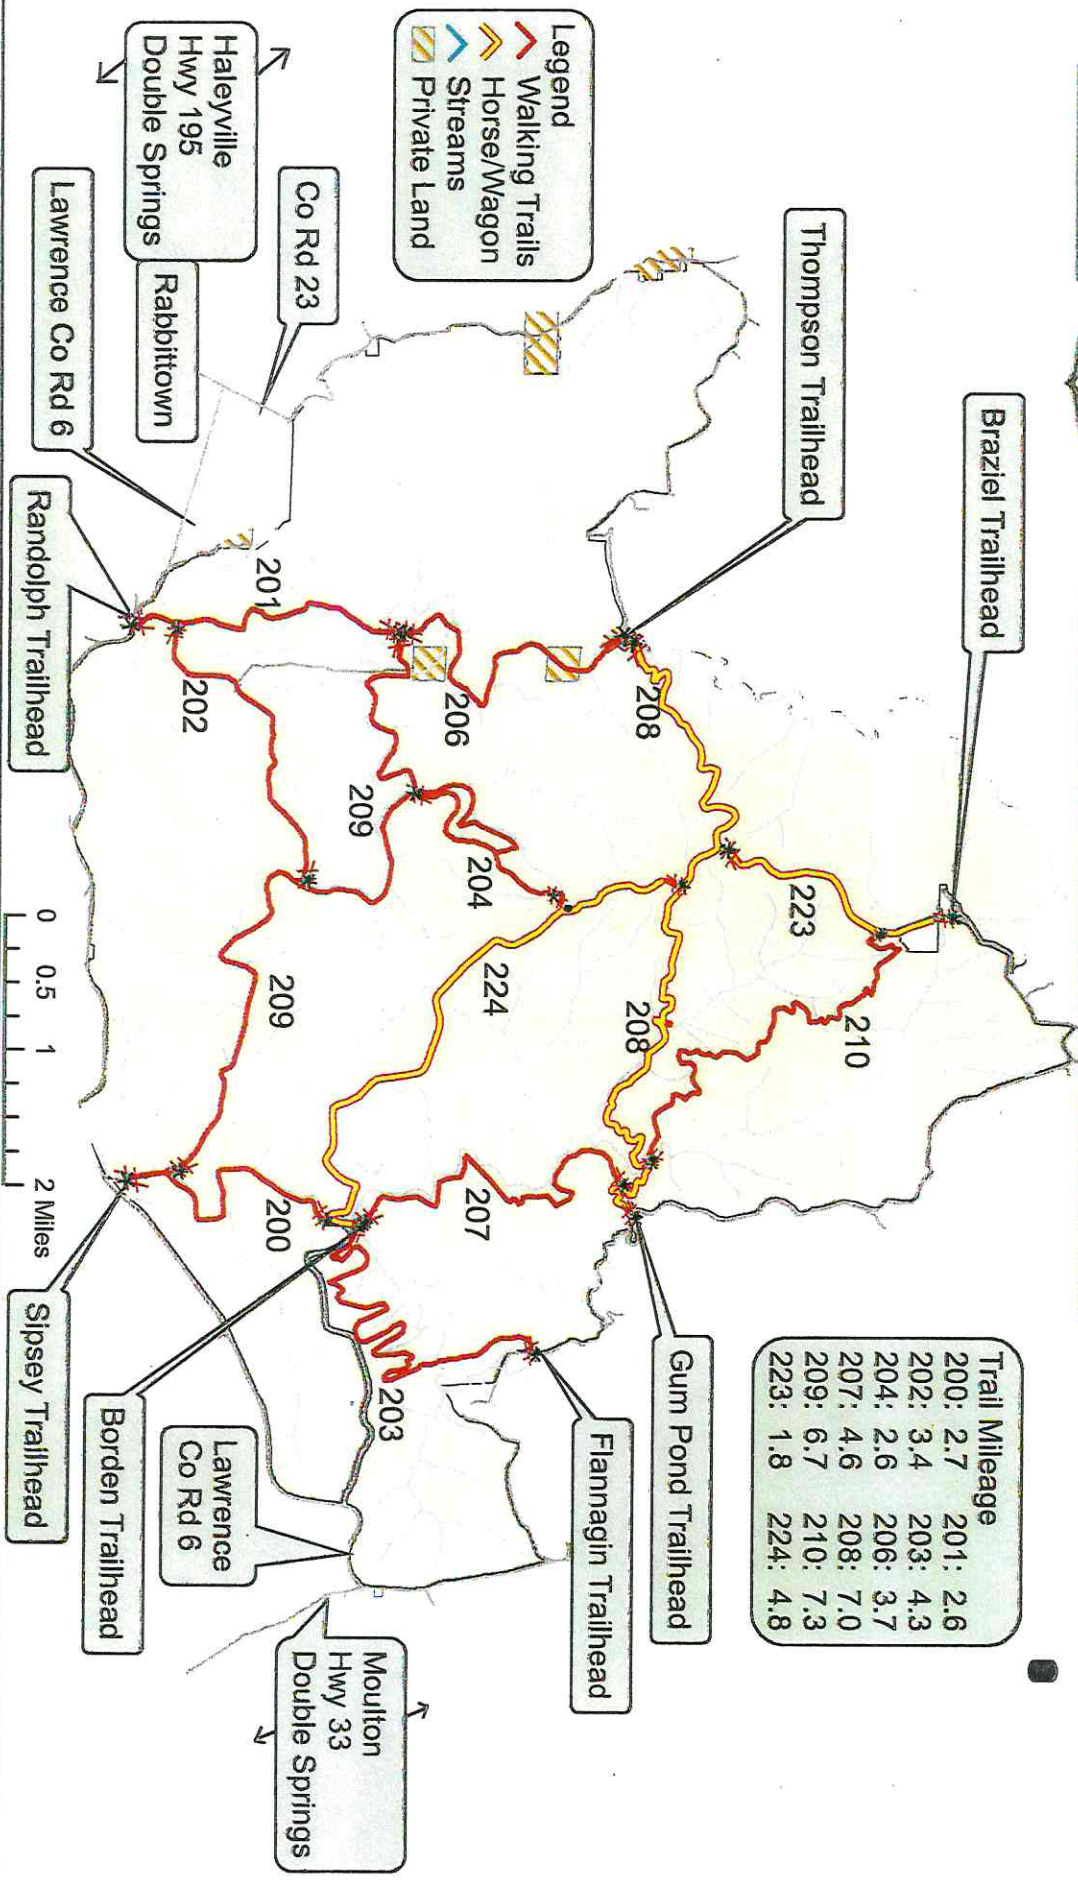 Braziel Trailhead
Thompson Trailhead
Legend
Walking Trails
Horse/Wagon
Streams
Private Land
Trail Mileage
200: 2.7 201: 2.6
202: 3.4 203: 4.3
204: 2.6 206: 3.7
207: 4.6 208: 7.0
209: 6.7 210: 7.3
223: 1.8 224: 4.8
Gum Pond Trailhead
Flannagin Trailhead
223
210
208
208
206
204
224
207
209
203
201
202
209
200
Co Rd 23
Haleyville
Hwy 195
Double Springs
Rabbittown
Lawrence Co Rd 6
Randolph Trailhead
Lawrence
Co Rd 6
Moulton
Hwy 33
Double Springs
Borden Trailhead
Sipsey Trailhead
0 0.5 1 2 Miles